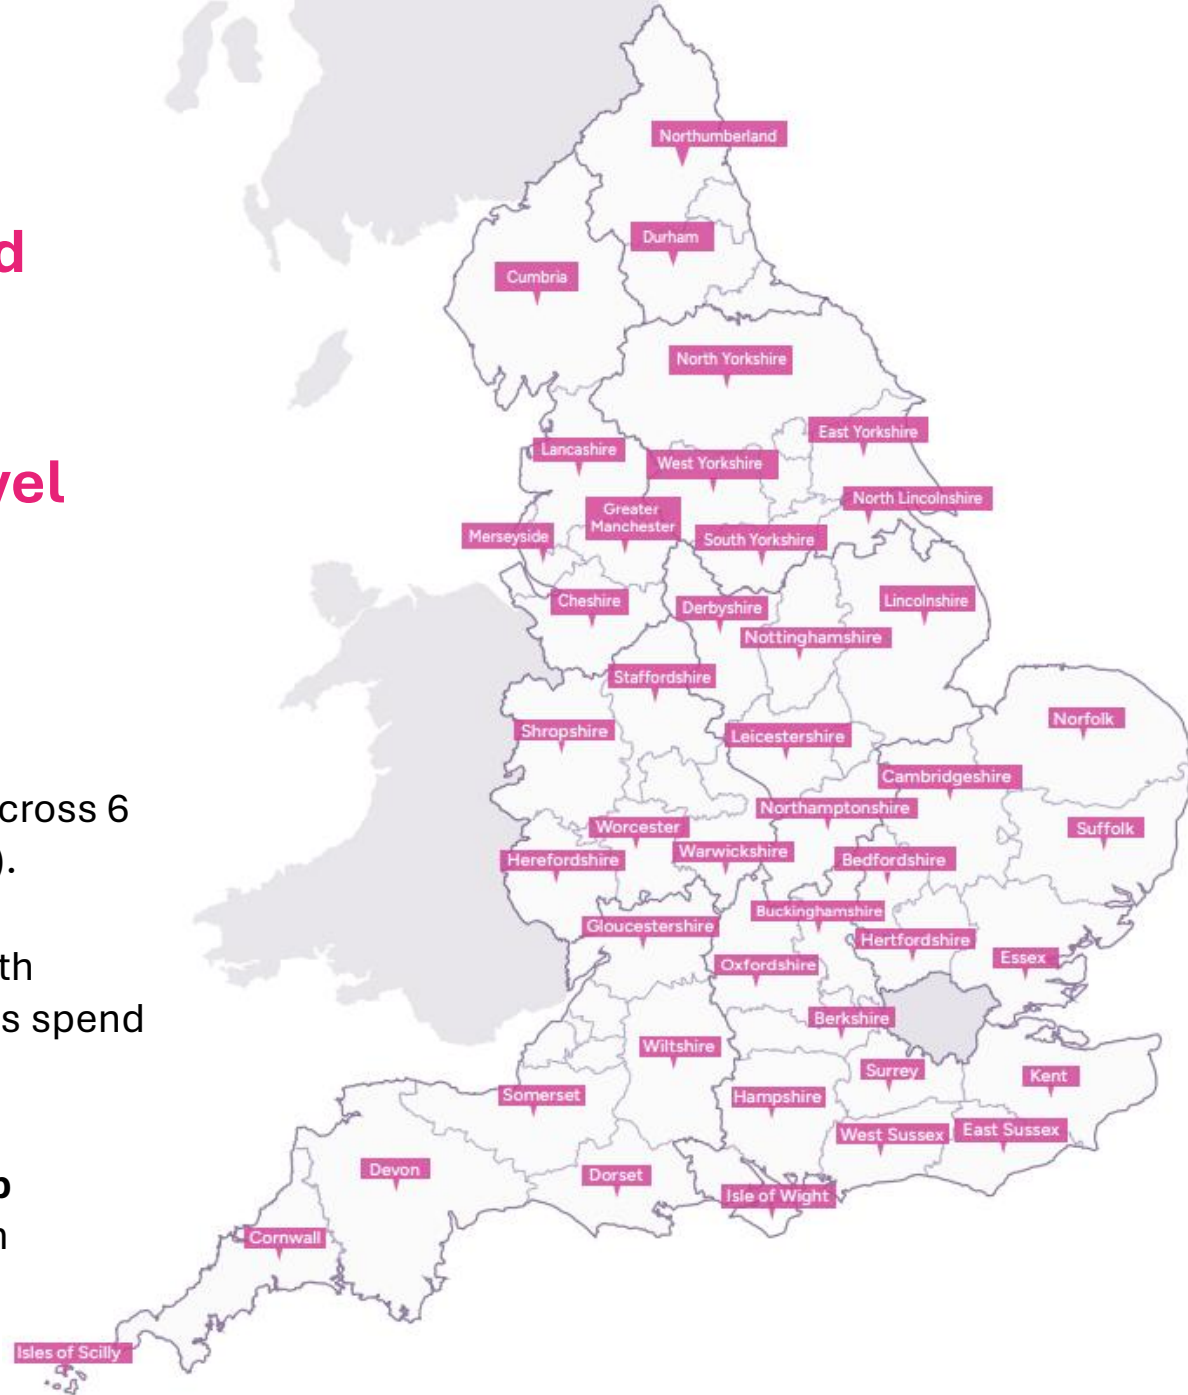 d
vel
cross 6
).
th
s spend
p
n
Northumberland
Durham
Cumbria
North Yorkshire
East Yorkshire
Lancashire
West Yorkshire
North Lincolnshire
Greater
Manchester
Merseyside
South Yorkshire
Cheshire
Derbyshire
Lincolnshire
Nottinghamshire
Staffordshire
Norfolk
Shropshire
Leicestershire
Cambridgeshire
Northamptonshire
Worcester
Suffolk
Warwickshire
Herefordshire
Bedfordshire
Buckinghamshire
Gloucestershire
Hertfordshire
Essex
Oxfordshire
Berkshire
Wiltshire
Surrey
Kent
Somerset
Hampshire
West Sussex
East Sussex
Devon
Dorset
Isle of Wight
Cornwall
Isles of Scilly